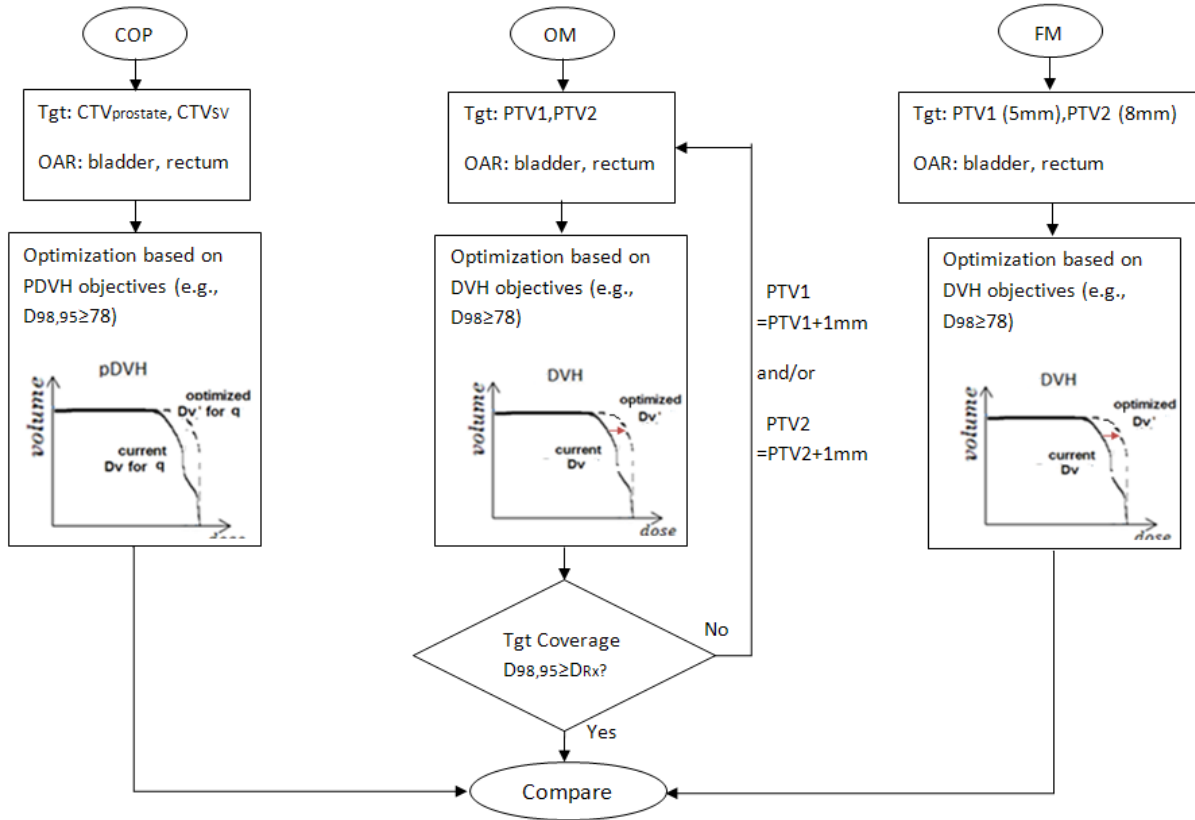 COP
Tgt: CTVprostate, CTVSV
OAR: bladder, rectum
Optimization based on
PDVH objectives (e.g.,
D98,95≥78)
pDVH
volume
optimized
Dv' for q
current
Dv for q
OM
Tgt: PTV1,PTV2
OAR: bladder, rectum
Optimization based on
DVH objectives (e.g.,
D98≥78)
DVH
volume
optimized
Dv'
current
Dv
dose
PTV1
=PTV1+1mm
and/or
PTV2
=PTV2+1mm
Tgt Coverage
D98,95≥DRx?
No
Yes
FM
Tgt: PTV1 (5mm),PTV2 (8mm)
OAR: bladder, rectum
Optimization based on
DVH objectives (e.g.,
D98≥78)
DVH
volume
optimized
Dv'
current
Dv
dose
Compare